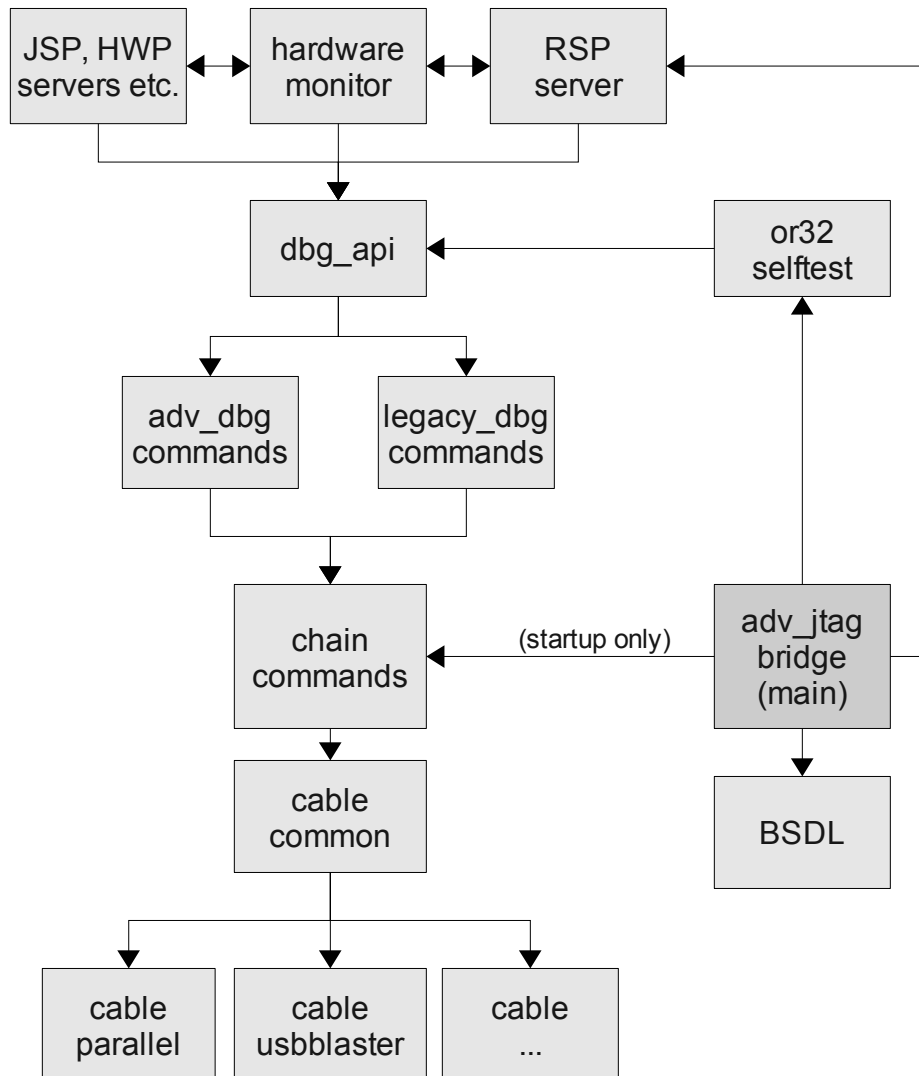 JSP, HWP
servers etc.
hardware
monitor
RSP
server
dbg_api
or32
selftest
adv_dbg
commands
legacy_dbg
commands
chain
commands
(startup only)
adv_jtag
bridge
(main)
cable
common
BSDL
cable
parallel
cable
usbblaster
cable
...